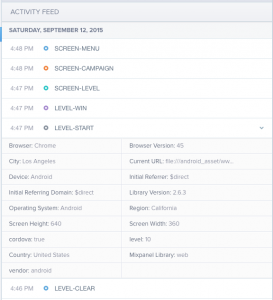 ACTIVITY FEED
SATURDAY, SEPTEMBER 12, 2015
4:48 PM SCREEN-MENU
4:48 PM SCREEN-CAMPAIGN
4:47 PM SCREEN-LEVEL
4:47 PM LEVEL-WIN
4:47 PM LEVEL-START
Browser: Chrome Browser Version: 45
City: Los Angeles Current URL: file:///android_asset/ww...
Device: Android Initial Referrer: $direct
Initial Referring Domain: $direct Library Version: 2.6.3
Operating System: Android Region: California
Screen Height: 640 Screen Width: 360
cordova: true level: 10
Country: United States Mixpanel Library: web
vendor: android
4:46 PM LEVEL-CLEAR